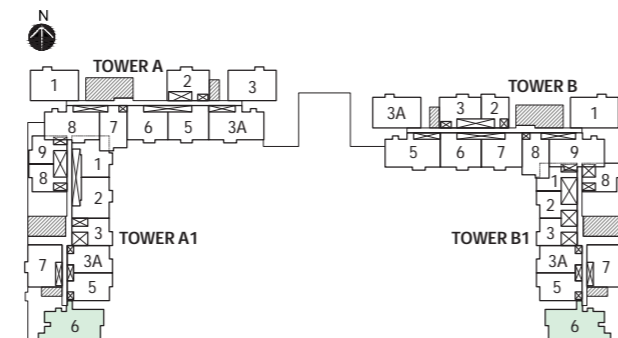 N
TOWER A
1 2 3
8 7 6 5 3A
9 1
8 2
3
TOWER A1
7 3A
5
6
TOWER B
3A 3 2 1
5 6 7 8 9
1 8
2
3
TOWER B1
3A 7
5
6